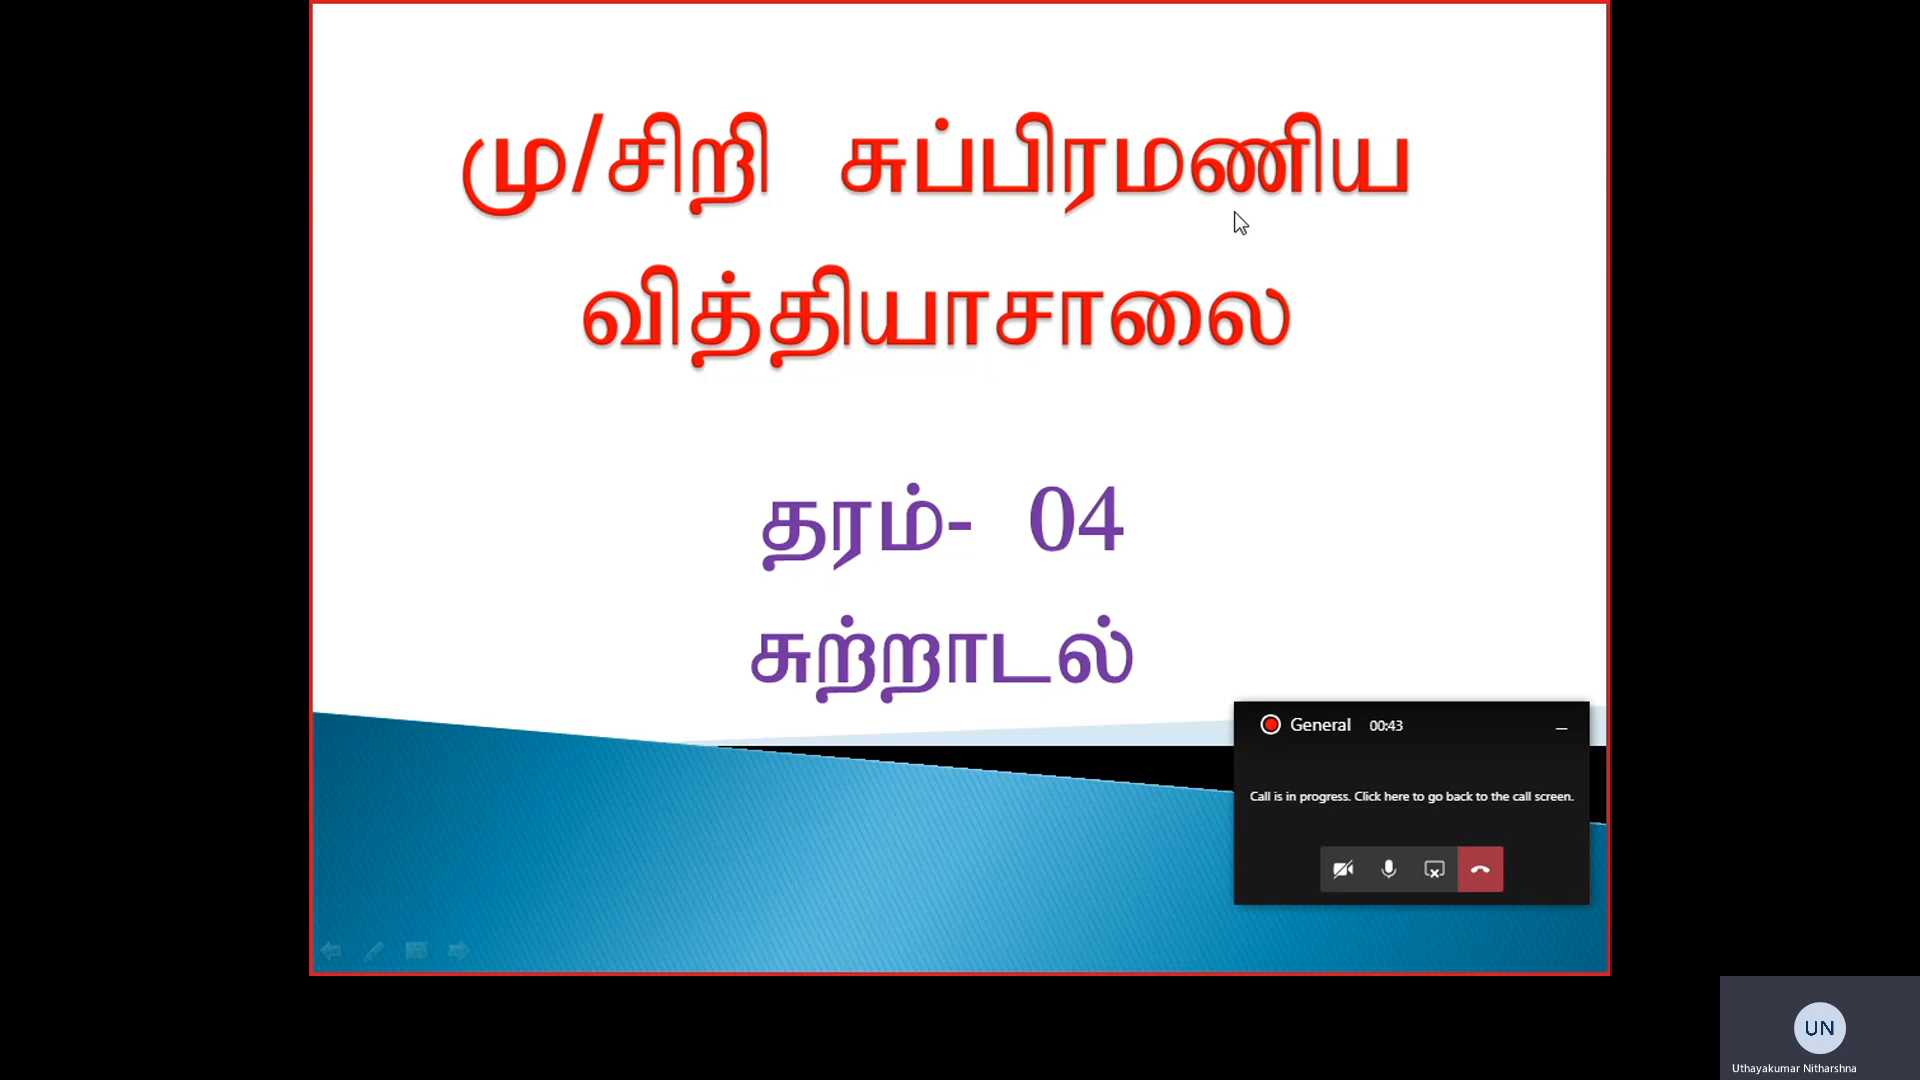 மு/சிறி சுப்பிரமணிய
வித்தியாசாலை
தரம்- 04
சுற்றாடல்
General 00:43
Call is in progress. Click here to go back to the call screen.
UN
Uthayakumar Nitharshna